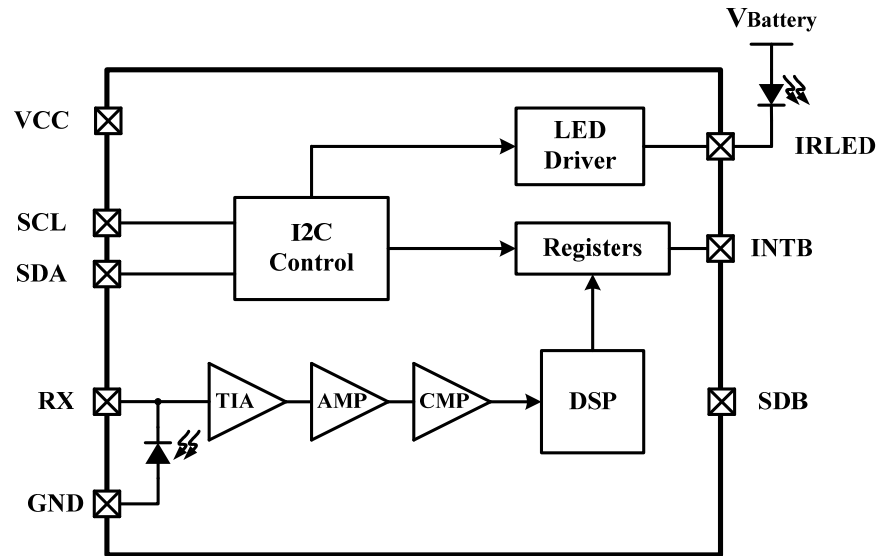 VBattery
VCC
LED
Driver
IRLED
SCL
I2C
Control
Registers
INTB
SDA
RX
TIA
AMP
CMP
DSP
SDB
GND